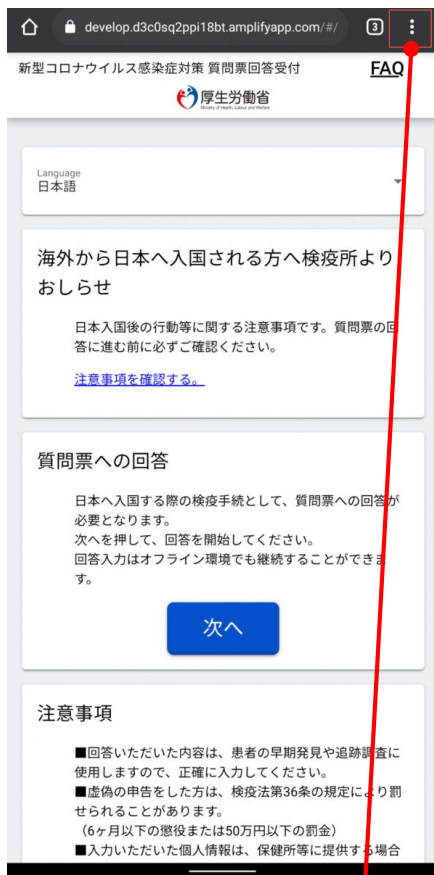 develop.d3c0sq2ppi18bt.amplifyapp.com/#/
3
新型コロナウイルス感染症対策 質問票回答受付
FAQ
厚生労働省
Ministry of Health, Labour and Welfare
Language
日本語
海外から日本へ入国される方へ検疫所より
おしらせ
日本入国後の行動等に関する注意事項です。質問票の回
答に進む前に必ずご確認ください。
注意事項を確認する。
質問票への回答
日本へ入国する際の検疫手続として、質問票への回答が
必要となります。
次へを押して、回答を開始してください。
回答入力はオフライン環境でも継続することができま
す。
次へ
注意事項
■回答いただいた内容は、患者の早期発見や追跡調査に
使用しますので、正確に入力してください。
■虚偽の申告をした方は、検疫法第36条の規定により罰
せられることがあります。
（6ヶ月以下の懲役または50万円以下の罰金）
■入力いただいた個人情報は、保健所等に提供する場合